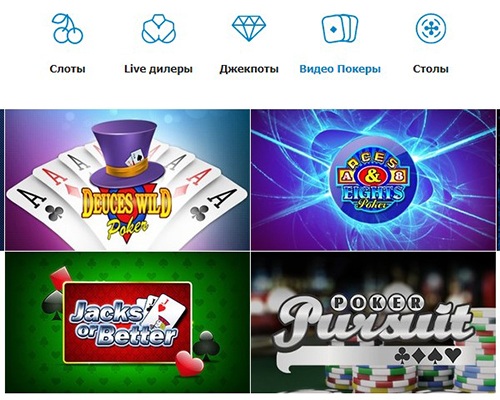 Слоты Live дилеры Джекпоты Видео Покеры Столы
A A A A A A
DEUCES WILD
Poker
ACES
A & 8
EIGHTS
Poker
Jacks
or Better
POKER
Pursuit